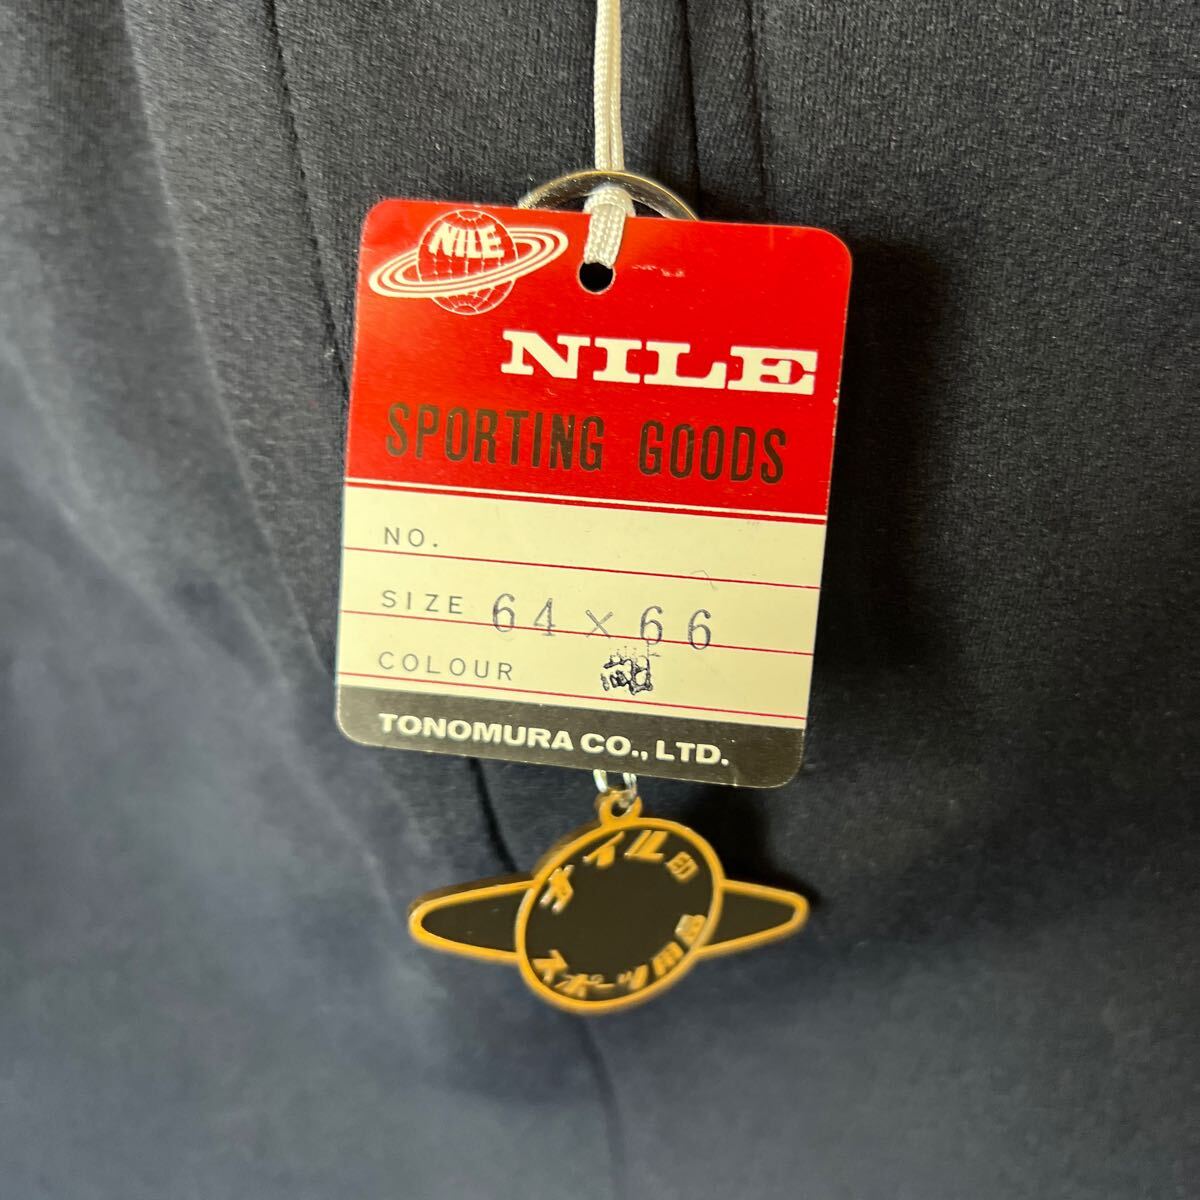 NILE
NILE
SPORTING GOODS
NO.
SIZE 64×66
COLOUR 紺
TONOMURA CO., LTD.
ナイル印
スポーツ用品